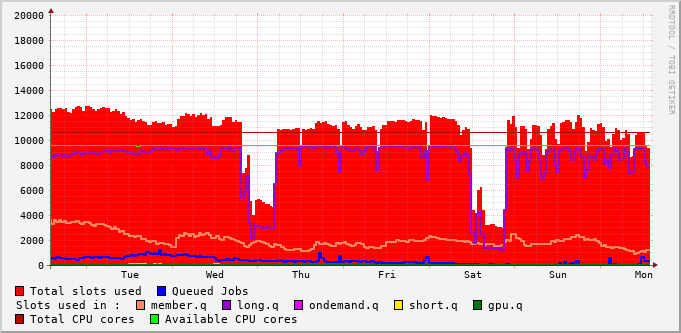 20000
18000
16000
14000
12000
10000
8000
6000
4000
2000
0
Tue Wed Thu Fri Sat Sun Mon
RRDTOOL / TOBI OETIKER
Total slots used Queued Jobs
Slots used in : member.q long.q ondemand.q short.q gpu.q
Total CPU cores Available CPU cores